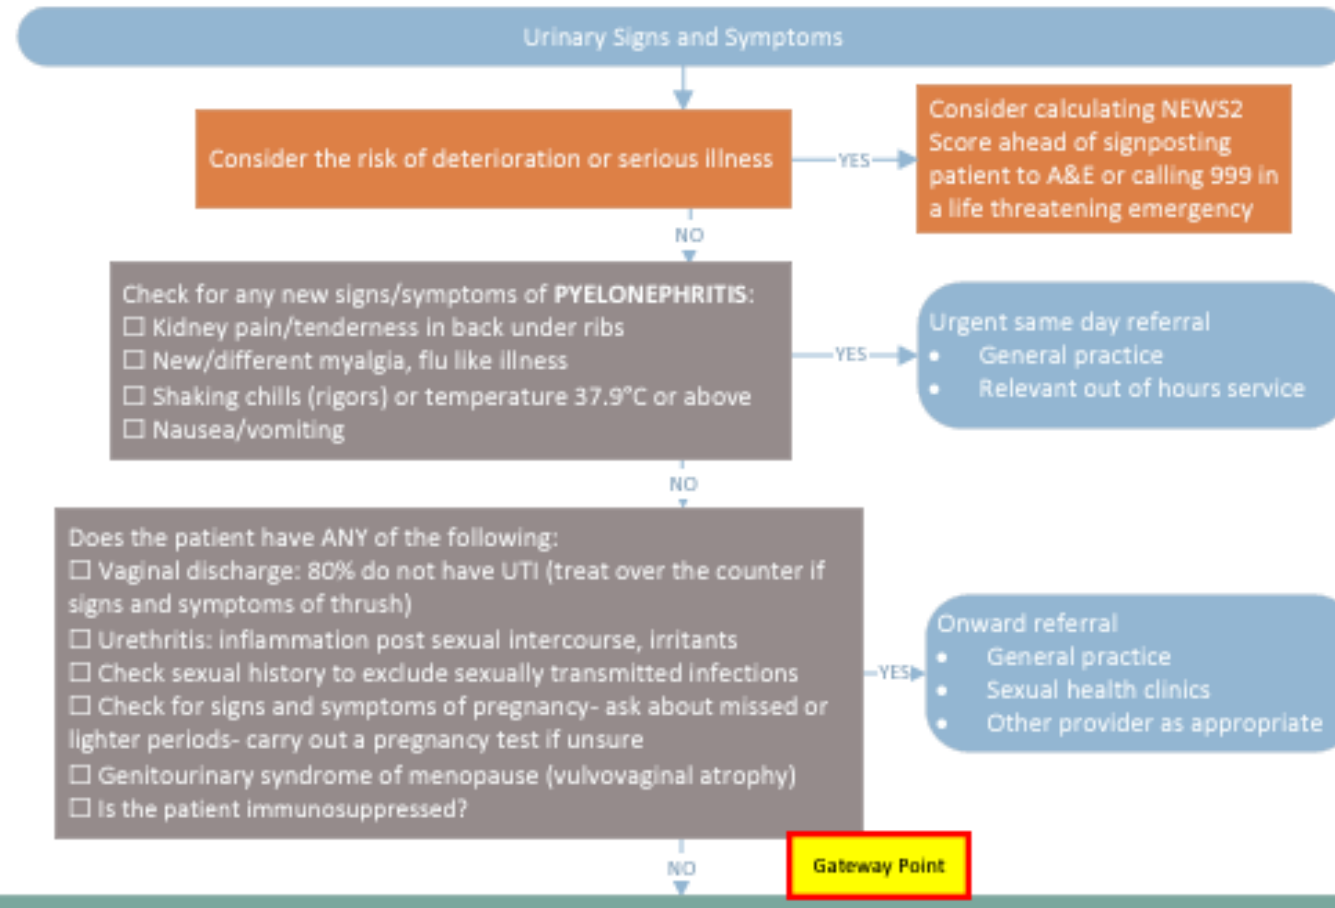 Urinary Signs and Symptoms
Consider the risk of deterioration or serious illness
YES
Consider calculating NEWS2
Score ahead of signposting
patient to A&E or calling 999 in
a life threatening emergency
NO
Check for any new signs/symptoms of PYELONEPHRITIS:
☐ Kidney pain/tenderness in back under ribs
☐ New/different myalgia, flu like illness
☐ Shaking chills (rigors) or temperature 37.9°C or above
☐ Nausea/vomiting
YES
Urgent same day referral
• General practice
• Relevant out of hours service
NO
Does the patient have ANY of the following:
☐ Vaginal discharge: 80% do not have UTI (treat over the counter if
signs and symptoms of thrush)
☐ Urethritis: inflammation post sexual intercourse, irritants
☐ Check sexual history to exclude sexually transmitted infections
☐ Check for signs and symptoms of pregnancy- ask about missed or
lighter periods- carry out a pregnancy test if unsure
☐ Genitourinary syndrome of menopause (vulvovaginal atrophy)
☐ Is the patient immunosuppressed?
YES
Onward referral
• General practice
• Sexual health clinics
• Other provider as appropriate
NO
Gateway Point